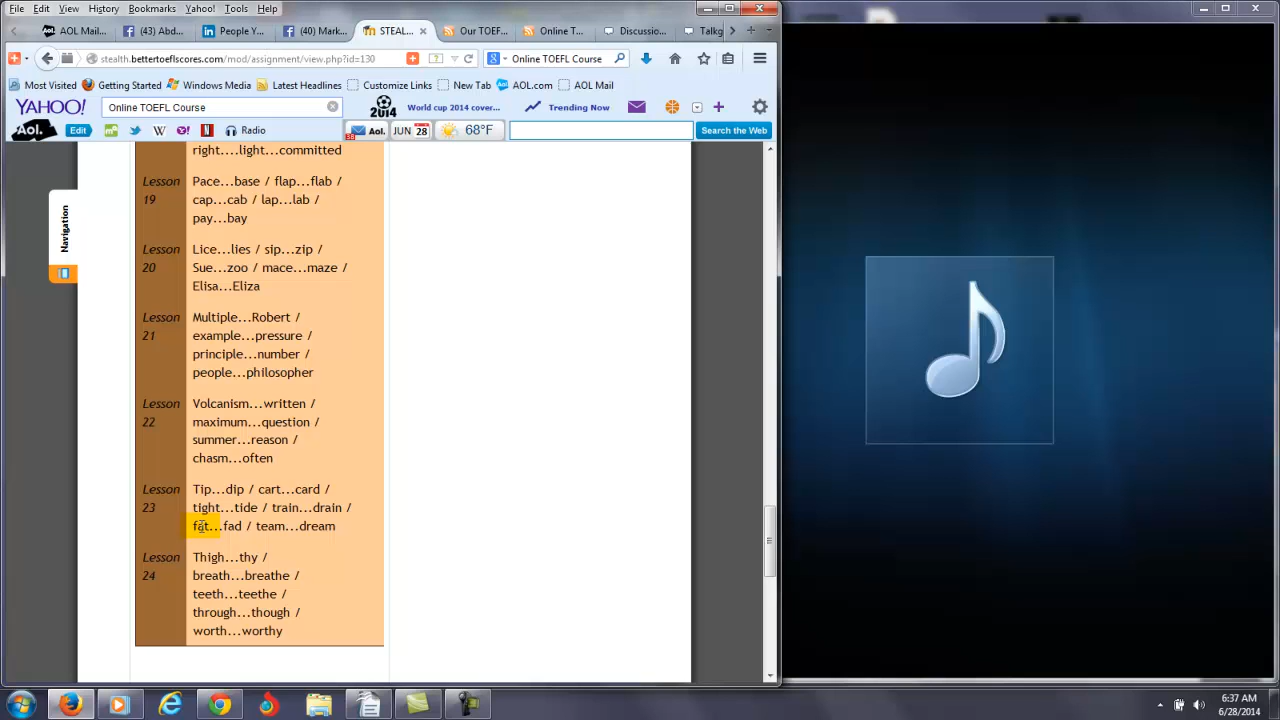 File Edit View History Bookmarks Yahoo! Tools Help
AOL Mail... (43) Abd... People Y... (40) Mark... STEAL... Our TOEF... Online T... Discussio... Talkg
stealth.bettertoeflscores.com/mod/assignment/view.php?id=130 Online TOEFL Course
Most Visited Getting Started Windows Media Latest Headlines Customize Links New Tab AOL.com AOL Mail
YAHOO! Online TOEFL Course 2014 World cup 2014 cover... Trending Now
Aol. Edit W Y! N Radio Aol. JUN 28 68°F Search the Web
Navigation
right....light...committed
Lesson 19
Pace...base / flap...flab /
cap...cab / lap...lab /
pay...bay
Lesson 20
Lice...lies / sip...zip /
Sue...zoo / mace...maze /
Elisa...Eliza
Lesson 21
Multiple...Robert /
example...pressure /
principle...number /
people...philosopher
Lesson 22
Volcanism...written /
maximum...question /
summer...reason /
chasm...often
Lesson 23
Tip...dip / cart...card /
tight...tide / train...drain /
fat...fad / team...dream
Lesson 24
Thigh...thy /
breath...breathe /
teeth...teethe /
through...though /
worth...worthy
6:37 AM
6/28/2014